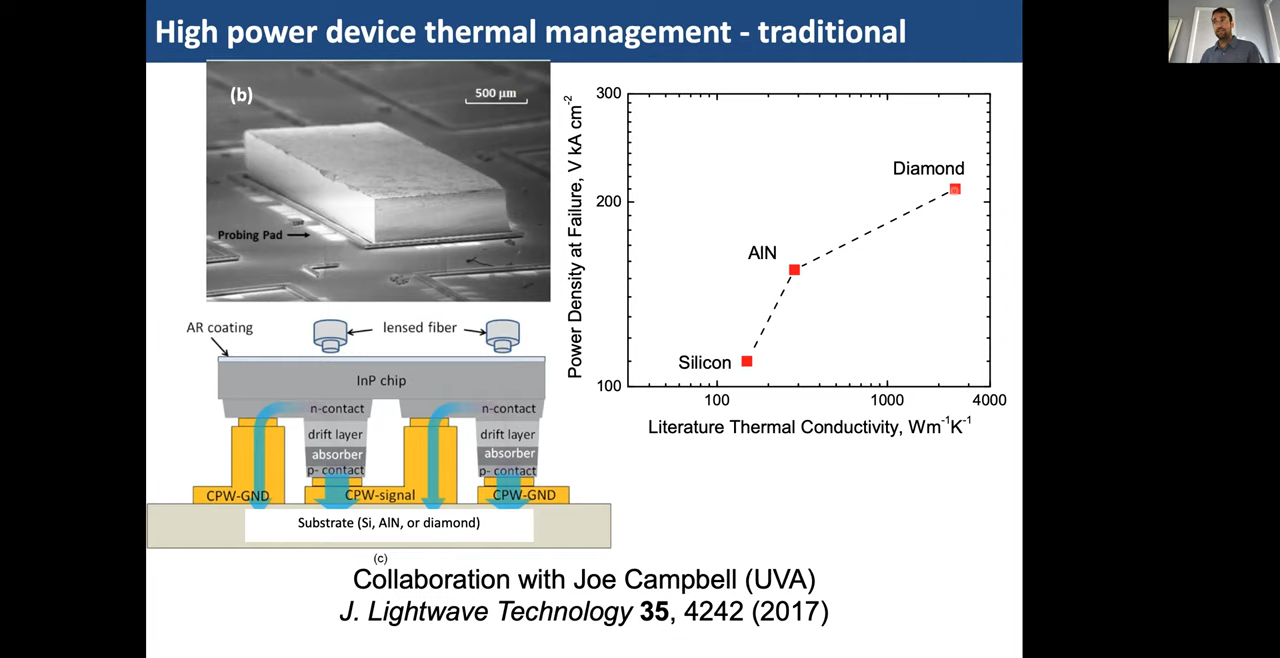 High power device thermal management - traditional
(b)
500 µm
Probing Pad
AR coating
lensed fiber
InP chip
n-contact
n-contact
drift layer
drift layer
absorber
absorber
p- contact
p- contact
CPW-GND
CPW-signal
CPW-GND
Substrate (Si, AlN, or diamond)
(c)
Power Density at Failure, V kA cm⁻²
300
200
100
Diamond
AlN
Silicon
100
1000
4000
Literature Thermal Conductivity, Wm⁻¹K⁻¹
Collaboration with Joe Campbell (UVA)
J. Lightwave Technology 35, 4242 (2017)